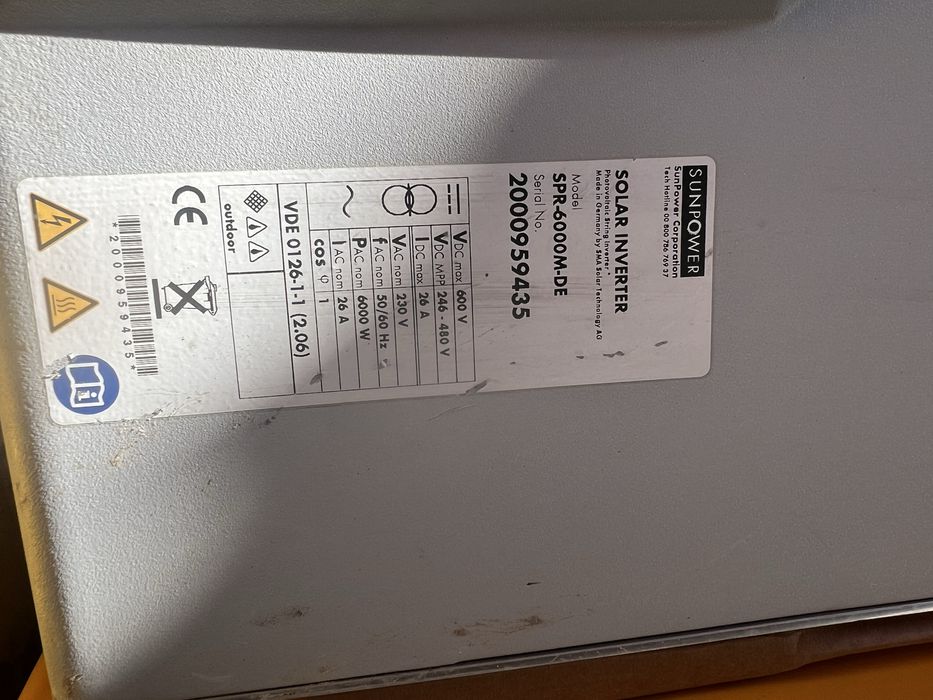 SUNPOWER
SunPower Corporation
Tech Hotline 00 800 786 769 37
SOLAR INVERTER
Photovoltaic String Inverter
Made in Germany by SMA Solar Technology AG
Model
SPR-6000M-DE
Serial No.
2000959435
VDC max 600 V
VDC MPP 246 - 480 V
IDC max 26 A
VAC nom 230 V
fAC nom 50/60 Hz
PAC nom 6000 W
IAC nom 26 A
cos φ 1
VDE 0126-1-1 (2.06)
outdoor
CE
*2000959435*
i